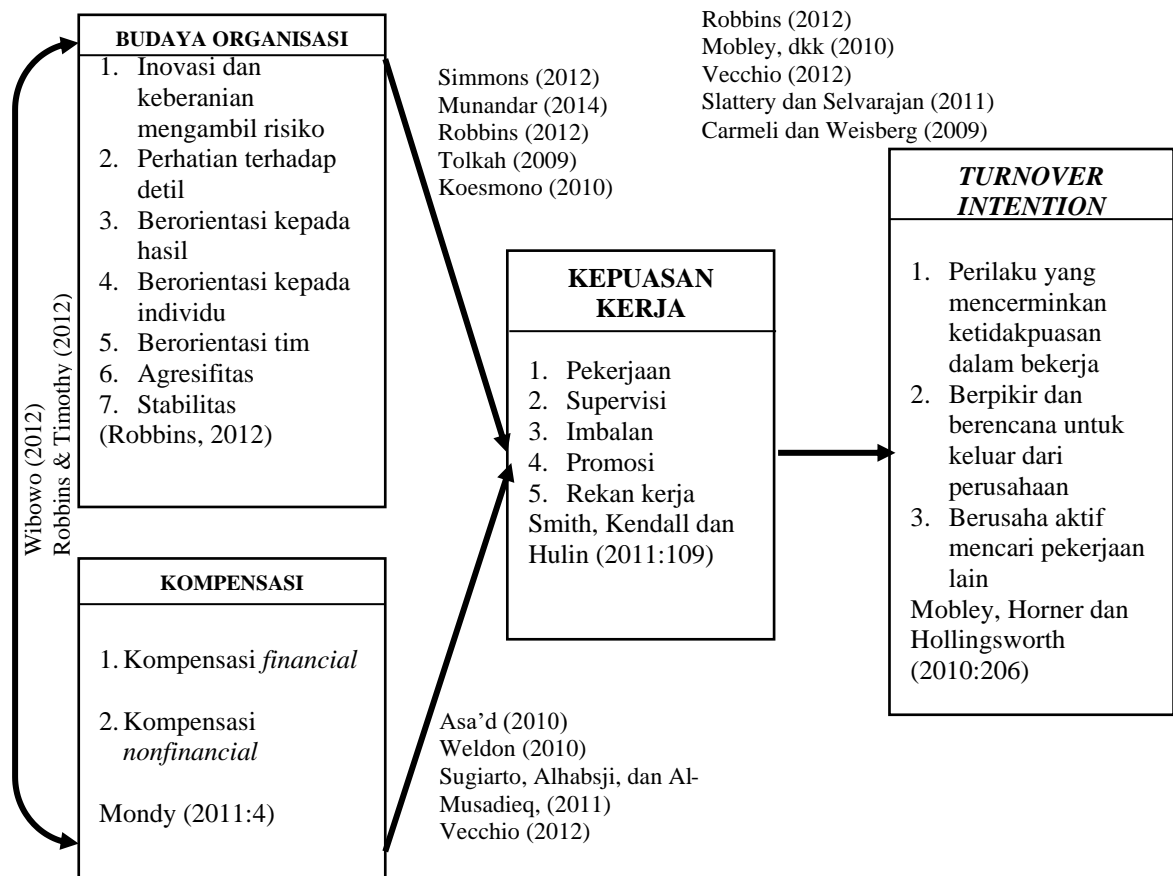 BUDAYA ORGANISASI
1. Inovasi dan
keberanian
mengambil risiko
2. Perhatian terhadap
detil
3. Berorientasi kepada
hasil
4. Berorientasi kepada
individu
5. Berorientasi tim
6. Agresifitas
7. Stabilitas
(Robbins, 2012)
Wibowo (2012)
Robbins & Timothy (2012)
KOMPENSASI
1. Kompensasi financial
2. Kompensasi
nonfinancial
Mondy (2011:4)
Simmons (2012)
Munandar (2014)
Robbins (2012)
Tolkah (2009)
Koesmono (2010)
Asa’d (2010)
Weldon (2010)
Sugiarto, Alhabsji, dan Al-
Musadieq, (2011)
Vecchio (2012)
KEPUASAN
KERJA
1. Pekerjaan
2. Supervisi
3. Imbalan
4. Promosi
5. Rekan kerja
Smith, Kendall dan
Hulin (2011:109)
Robbins (2012)
Mobley, dkk (2010)
Vecchio (2012)
Slattery dan Selvarajan (2011)
Carmeli dan Weisberg (2009)
TURNOVER
INTENTION
1. Perilaku yang
mencerminkan
ketidakpuasan
dalam bekerja
2. Berpikir dan
berencana untuk
keluar dari
perusahaan
3. Berusaha aktif
mencari pekerjaan
lain
Mobley, Horner dan
Hollingsworth
(2010:206)